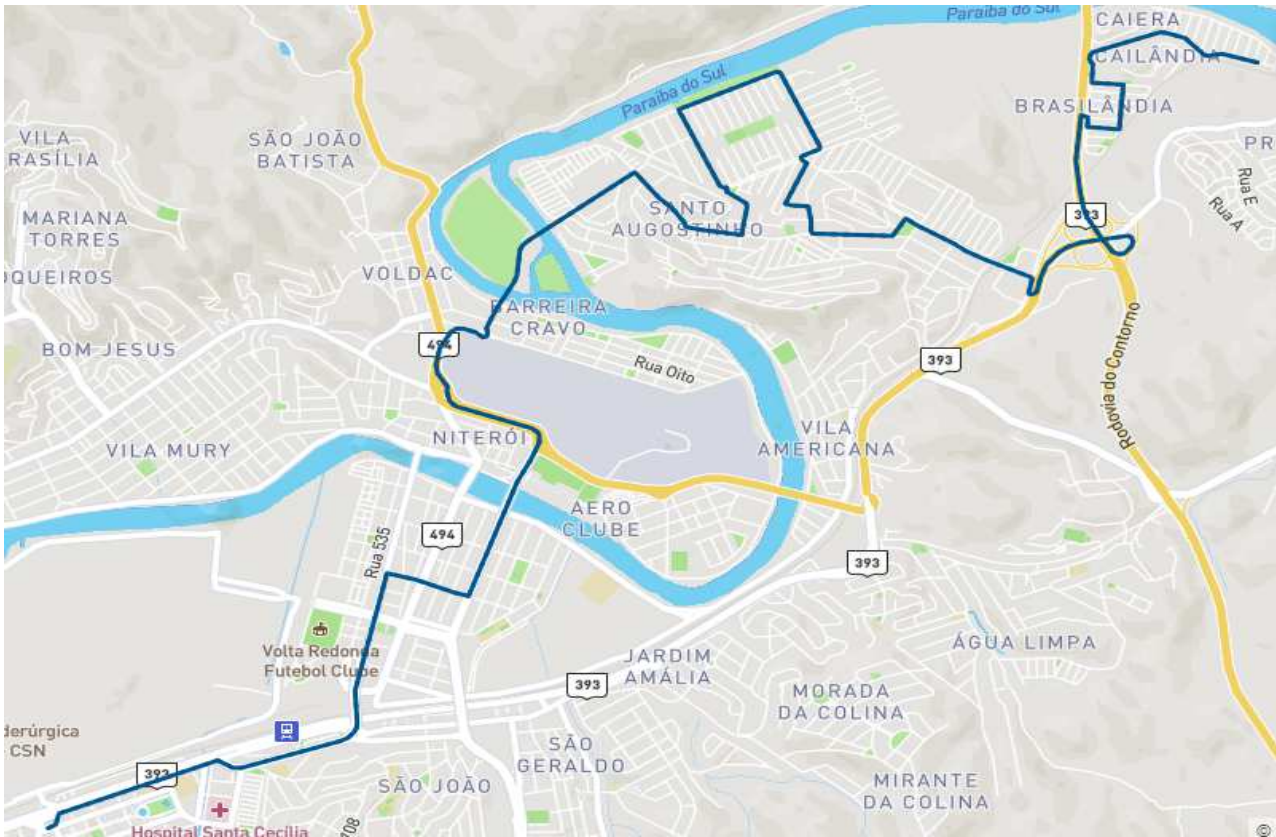 Paraíba do Sul
CAIERA
CAILÂNDIA
Paraíba do Sul
BRASILÂNDIA
VILA
RASÍLIA
SÃO JOÃO
BATISTA
PR
Rua E
Rua A
MARIANA
TORRES
SANTO
AUGOSTINHO
393
OQUEIROS
VOLDAC
BARREIRA
CRAVO
494
BOM JESUS
Rua Oito
393
Rodovia do Contorno
VILA MURY
NITERÓI
VILA
AMERICANA
AERO
CLUBE
494
Rua 535
393
Volta Redonda
Futebol Clube
JARDIM
AMÁLIA
ÁGUA LIMPA
393
MORADA
DA COLINA
derúrgica
CSN
SÃO
GERALDO
393
SÃO JOÃO
MIRANTE
DA COLINA
Hospital Santa Cecília
708
©